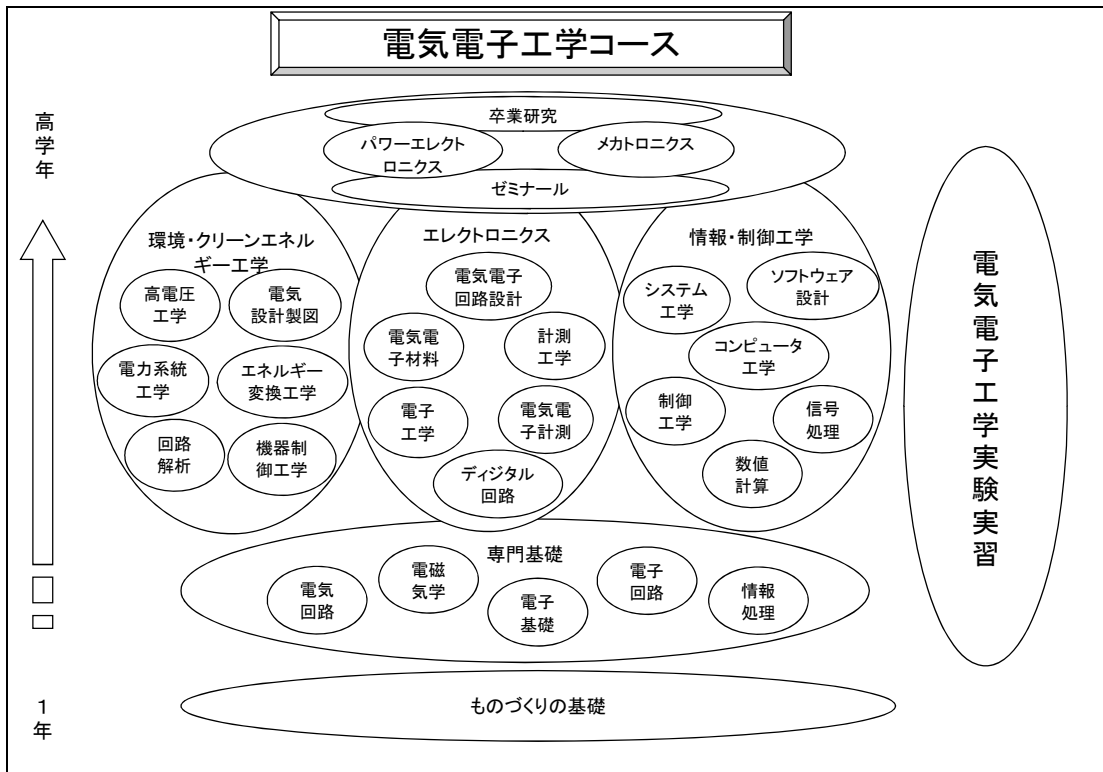 電気電子工学コース
高学年
卒業研究
パワーエレクト
ロニクス
メカトロニクス
ゼミナール
環境・クリーンエネル
ギー工学
高電圧
工学
電気
設計製図
電力系統
工学
エネルギー
変換工学
回路
解析
機器制
御工学
エレクトロニクス
電気電子
回路設計
電気電
子材料
計測
工学
電子
工学
電気電
子計測
ディジタル
回路
情報・制御工学
システム
工学
ソフトウェア
設計
コンピュータ
工学
制御
工学
信号
処理
数値
計算
電気電子工学実験実習
専門基礎
電気
回路
電磁
気学
電子
基礎
電子
回路
情報
処理
1年
ものづくりの基礎